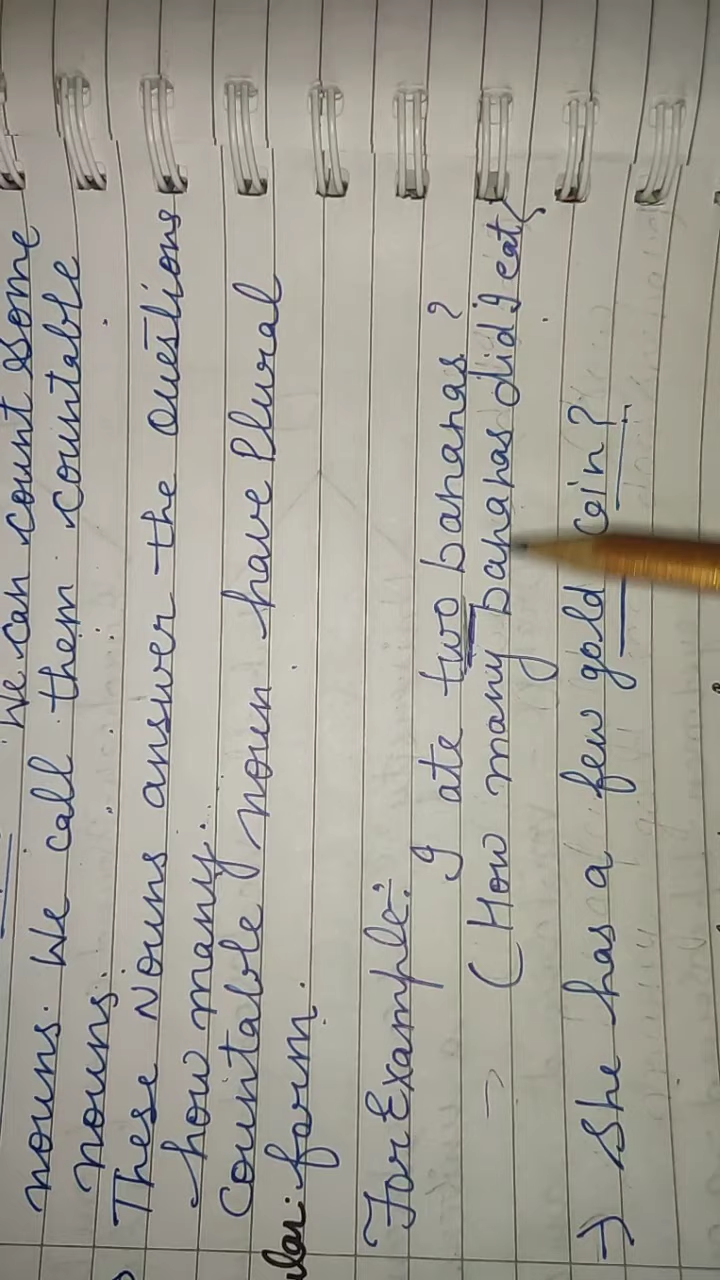 We can count some
nouns. We call them countable
nouns.
These Nouns answer the Questions
how many.
Countable noun have Plural
form.
For Example: I ate two bananas?
(How many bananas did I eat)
→ She has a few gold coin?